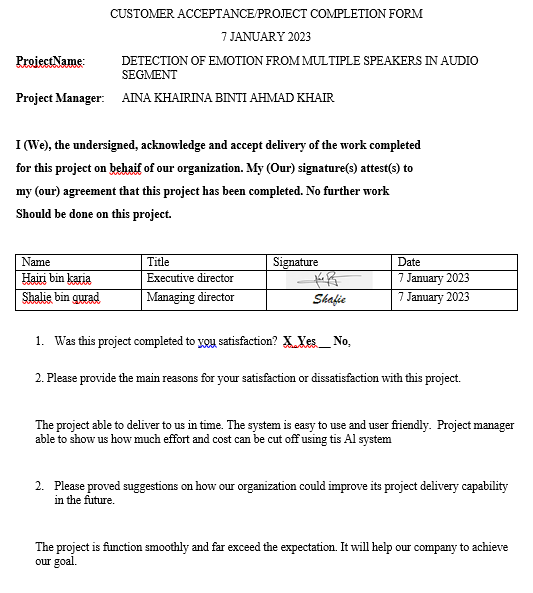 CUSTOMER ACCEPTANCE/PROJECT COMPLETION FORM
7 JANUARY 2023
ProjectName: DETECTION OF EMOTION FROM MULTIPLE SPEAKERS IN AUDIO
SEGMENT
Project Manager: AINA KHAIRINA BINTI AHMAD KHAIR
I (We), the undersigned, acknowledge and accept delivery of the work completed
for this project on behaif of our organization. My (Our) signature(s) attest(s) to
my (our) agreement that this project has been completed. No further work
Should be done on this project.
Name Title Signature Date
Hairi bin karia Executive director 7 January 2023
Shalie bin qurad Managing director Shafie 7 January 2023
1. Was this project completed to you satisfaction? X Yes __ No,
2. Please provide the main reasons for your satisfaction or dissatisfaction with this project.
The project able to deliver to us in time. The system is easy to use and user friendly. Project manager
able to show us how much effort and cost can be cut off using tis AI system
2. Please proved suggestions on how our organization could improve its project delivery capability
in the future.
The project is function smoothly and far exceed the expectation. It will help our company to achieve
our goal.